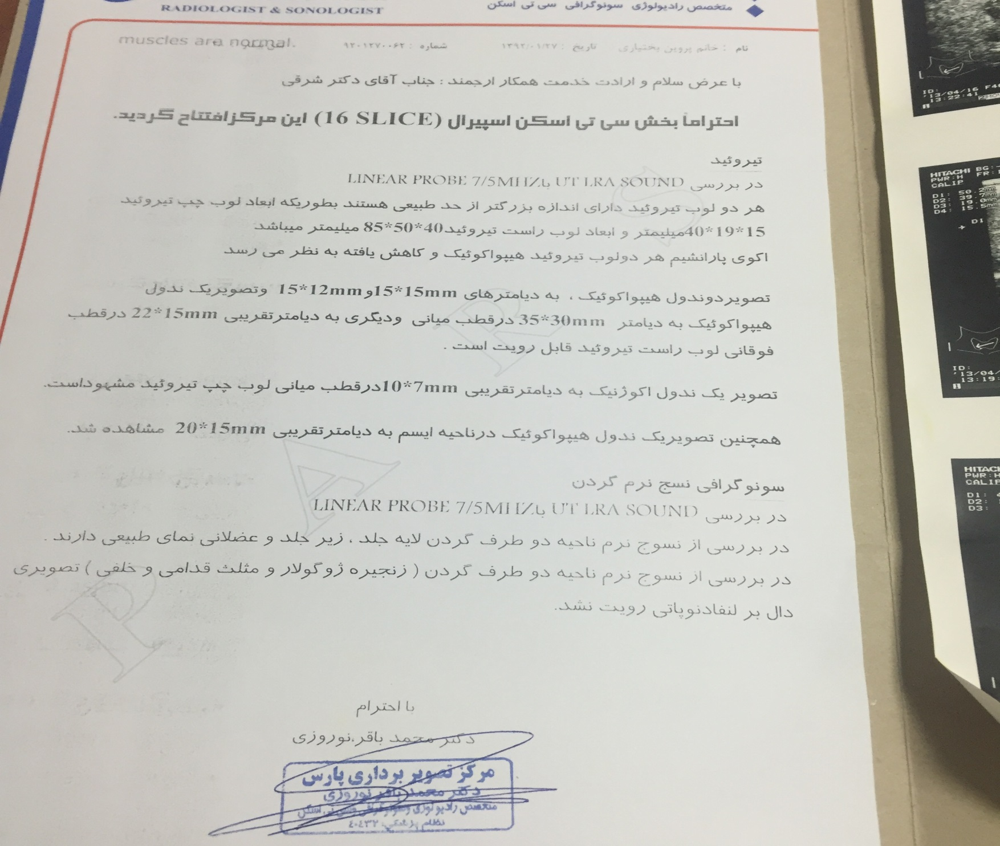 RADIOLOGIST & SONOLOGIST
متخصص رادیولوژی سونوگرافی سی تی اسکن
muscles are normal.
نام : خانم پروین بختیاری تاریخ : ۱۳۹۲/۰۱/۲۷ شماره : ۹۲۰۱۲۷۰۰۶۲
با عرض سلام و ارادت خدمت همکار ارجمند : جناب آقای دکتر شرقی
احتراماً بخش سی تی اسکن اسپیرال (16 SLICE) این مرکز افتتاح گردید.
تیروئید
در بررسی UT LRA SOUND با LINEAR PROBE 7/5MHZ
هر دو لوب تیروئید دارای اندازه بزرگتر از حد طبیعی هستند بطوریکه ابعاد لوب چپ تیروئید
15*19*40میلیمتر و ابعاد لوب راست تیروئید40*50*85 میلیمتر میباشد
اکوی پارانشیم هر دولوب تیروئید هیپواکوئیک و کاهش یافته به نظر می رسد
تصویردوندول هیپواکوئیک ، به دیامترهای 15*15mmو15*12mm وتصویریک ندول
هیپواکوئیک به دیامتر 35*30mm درقطب میانی ودیگری به دیامترتقریبی 22*15mm درقطب
فوقانی لوب راست تیروئید قابل رویت است .
تصویر یک ندول اکوژنیک به دیامترتقریبی 10*7mmدرقطب میانی لوب چپ تیروئید مشهوداست.
همچنین تصویریک ندول هیپواکوئیک درناحیه ایسم به دیامترتقریبی 20*15mm مشاهده شد.
سونوگرافی نسج نرم گردن
در بررسی UT LRA SOUND با LINEAR PROBE 7/5MHZ
در بررسی از نسوج نرم ناحیه دو طرف گردن لایه جلد ، زیر جلد و عضلانی نمای طبیعی دارند .
در بررسی از نسوج نرم ناحیه دو طرف گردن ( زنجیره ژوگولار و مثلث قدامی و خلفی ) تصویری
دال بر لنفادنوپاتی رویت نشد.
با احترام
دکتر محمد باقر نوروزی
مرکز تصویر برداری پارس
دکتر محمد باقر نوروزی
متخصص رادیولوژی وسونوگرافی وسی تی اسکن
نظام پزشکی: ۴۰۴۳۲
PARS
ID:
'13/04/16 F4
13:22:41
HITACHI BG:
PWR:H FR:
CALIP
D1: 50.2mm
D2: 39.7mm
D3: 19.0mm
D4: 15.5mm
D1
ID:
'13/04/
13:19:
HITACH
PWR:H
CALIP
D1: 4
D2:
D3: